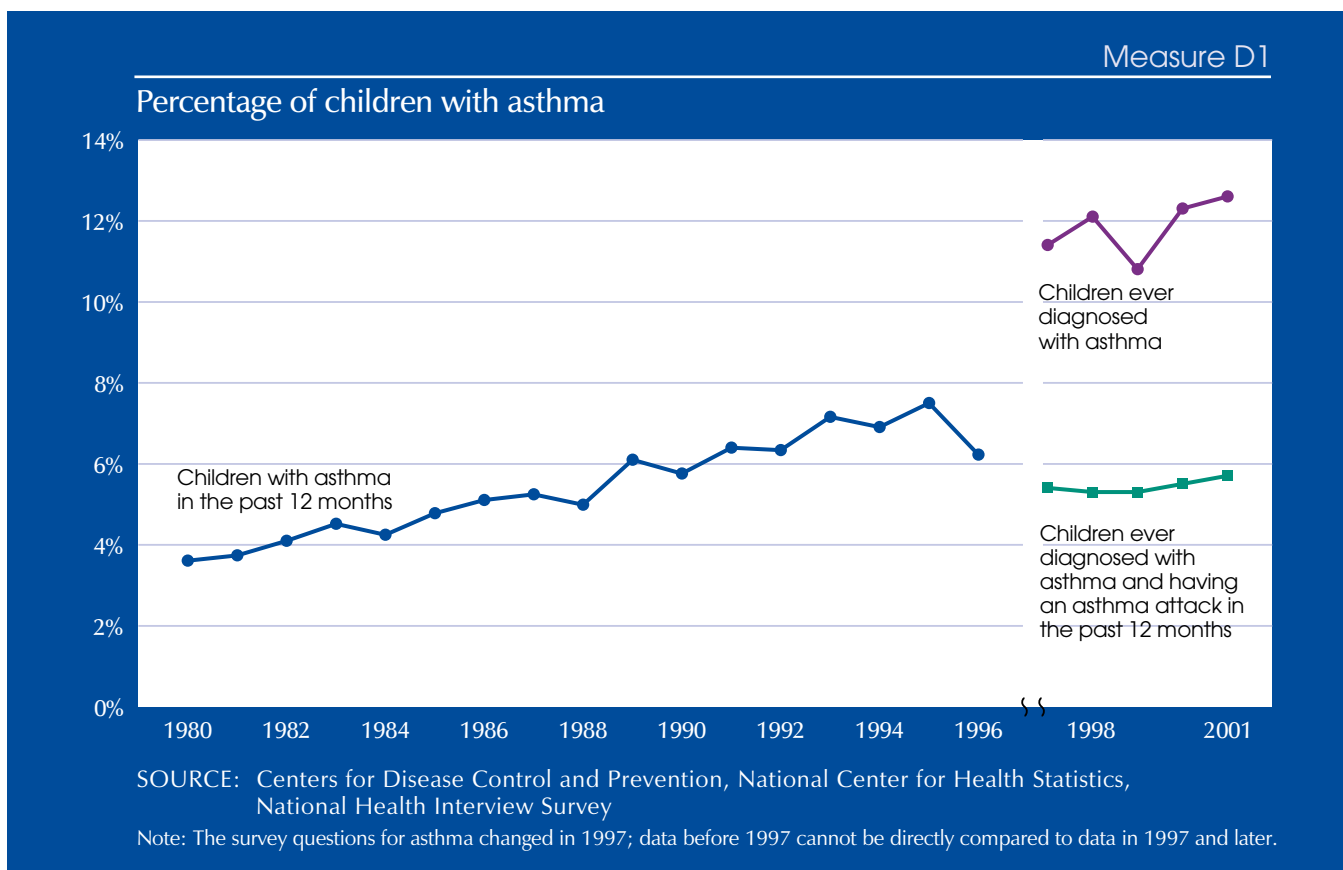 Measure D1
Percentage of children with asthma
14%
12%
10%
8%
6%
4%
2%
0%
Children with asthma
in the past 12 months
Children ever
diagnosed
with asthma
Children ever
diagnosed with
asthma and having
an asthma attack in
the past 12 months
1980 1982 1984 1986 1988 1990 1992 1994 1996 1998 2001
SOURCE: Centers for Disease Control and Prevention, National Center for Health Statistics,
National Health Interview Survey
Note: The survey questions for asthma changed in 1997; data before 1997 cannot be directly compared to data in 1997 and later.